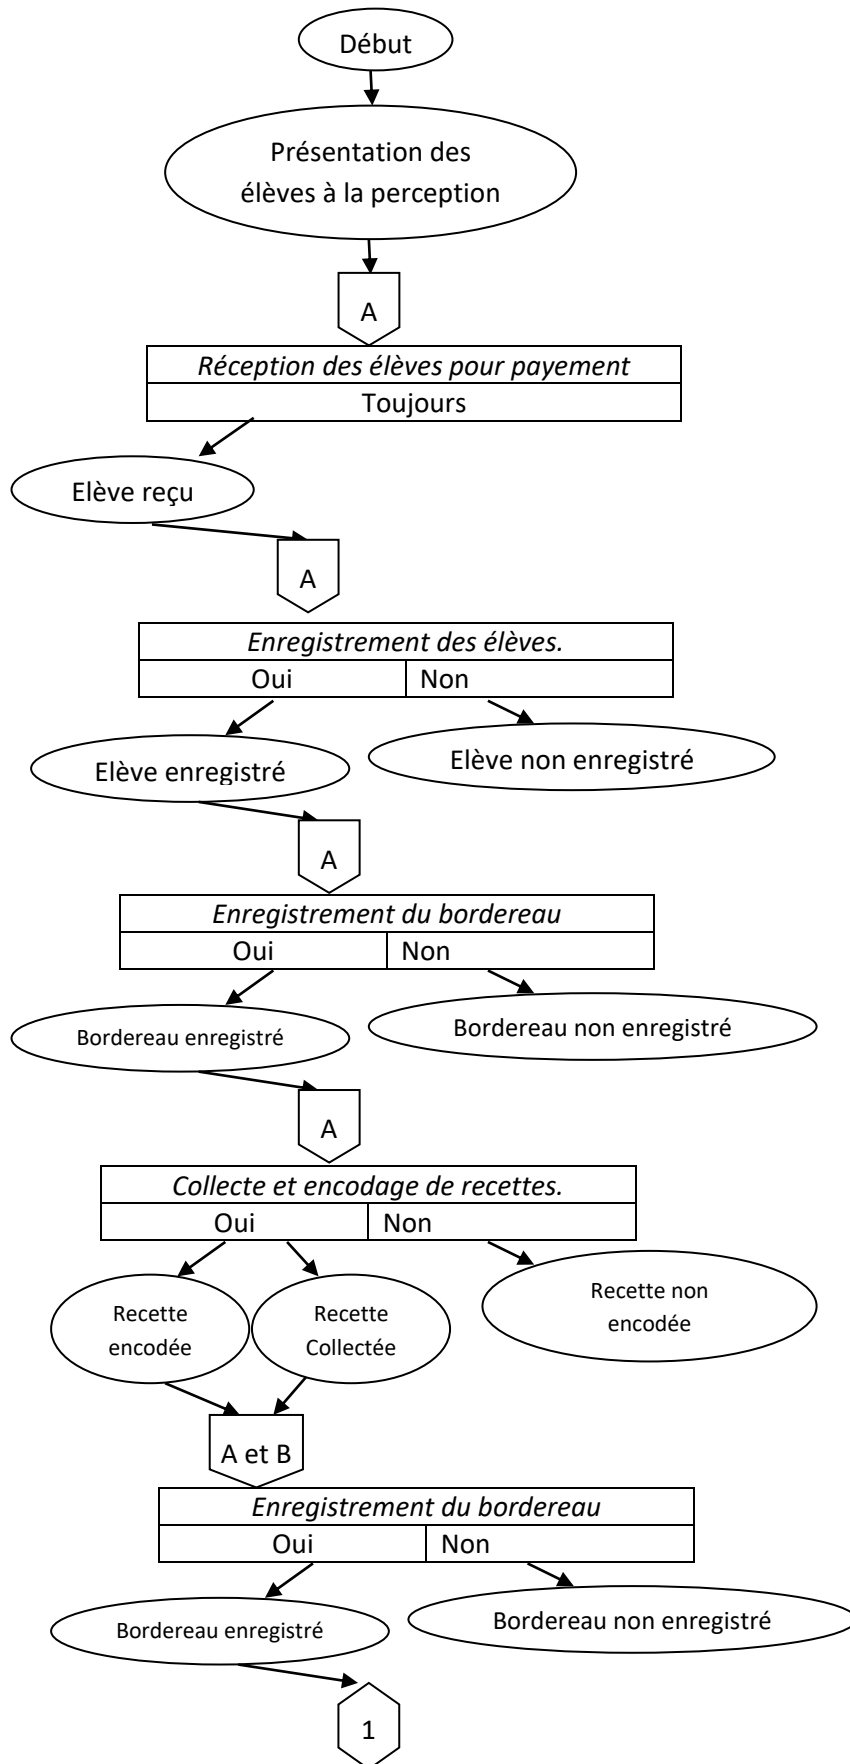 Début
Présentation des
élèves à la perception
A
Réception des élèves pour payement
Toujours
Elève reçu
A
Enregistrement des élèves.
Oui Non
Elève enregistré Elève non enregistré
A
Enregistrement du bordereau
Oui Non
Bordereau enregistré Bordereau non enregistré
A
Collecte et encodage de recettes.
Oui Non
Recette
encodée
Recette
Collectée
Recette non
encodée
A et B
Enregistrement du bordereau
Oui Non
Bordereau enregistré Bordereau non enregistré
1